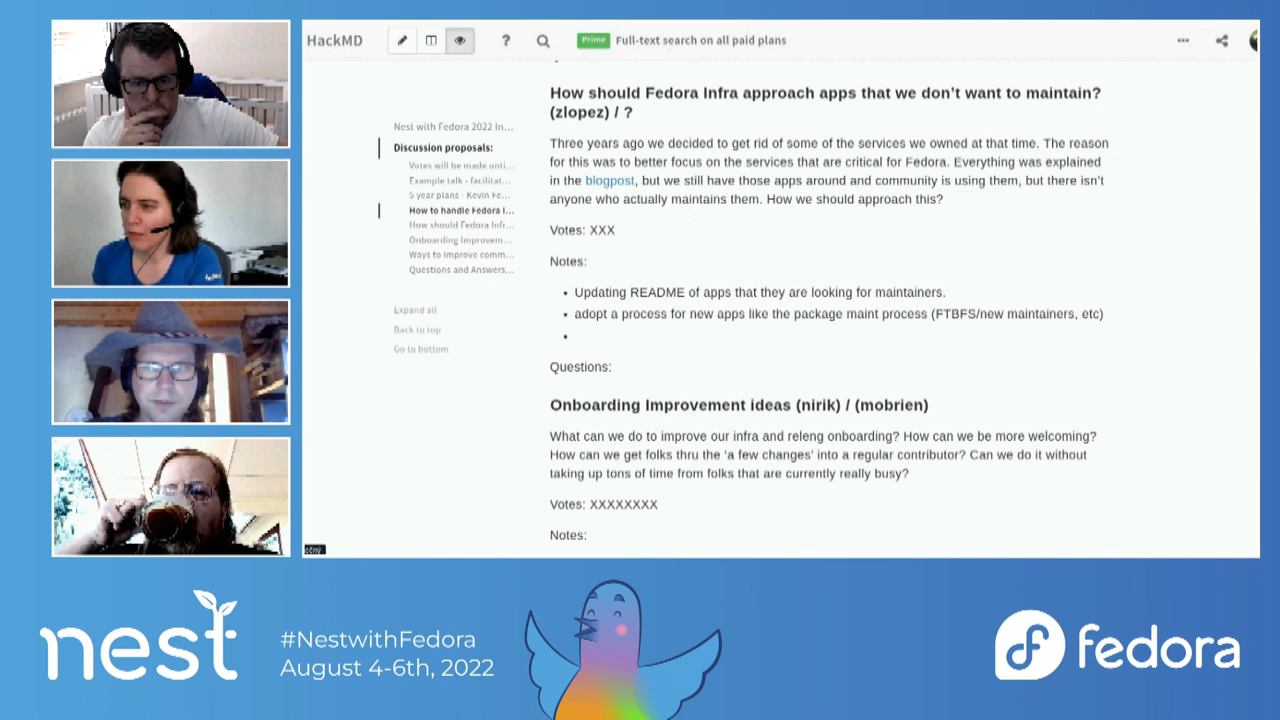 HackMD
?
Prime
Full-text search on all paid plans
Nest with Fedora 2022 In...
Discussion proposals:
Votes will be made unti...
Example talk - facilitat...
5 year plans - Kevin Fe...
How to handle Fedora i...
How should Fedora Infr...
Onboarding Improvem...
Ways to improve comm...
Questions and Answers...
Expand all
Back to top
Go to bottom
How should Fedora Infra approach apps that we don't want to maintain?
(zlopez) / ?
Three years ago we decided to get rid of some of the services we owned at that time. The reason
for this was to better focus on the services that are critical for Fedora. Everything was explained
in the blogpost, but we still have those apps around and community is using them, but there isn't
anyone who actually maintains them. How we should approach this?
Votes: XXX
Notes:
• Updating README of apps that they are looking for maintainers.
• adopt a process for new apps like the package maint process (FTBFS/new maintainers, etc)
•
Questions:
Onboarding Improvement ideas (nirik) / (mobrien)
What can we do to improve our infra and releng onboarding? How can we be more welcoming?
How can we get folks thru the 'a few changes' into a regular contributor? Can we do it without
taking up tons of time from folks that are currently really busy?
Votes: XXXXXXXX
Notes:
nest
#NestwithFedora
August 4-6th, 2022
fedora